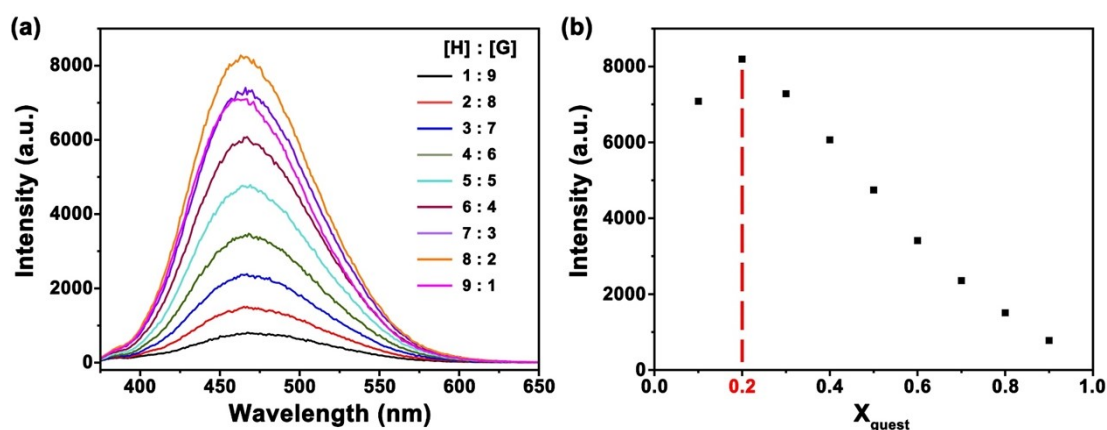 (a)
[H] : [G]
1 : 9
2 : 8
3 : 7
4 : 6
5 : 5
6 : 4
7 : 3
8 : 2
9 : 1
Intensity (a.u.)
8000
6000
4000
2000
0
400 450 500 550 600 650
Wavelength (nm)
(b)
Intensity (a.u.)
8000
6000
4000
2000
0
0.0 0.2 0.4 0.6 0.8 1.0
X guest